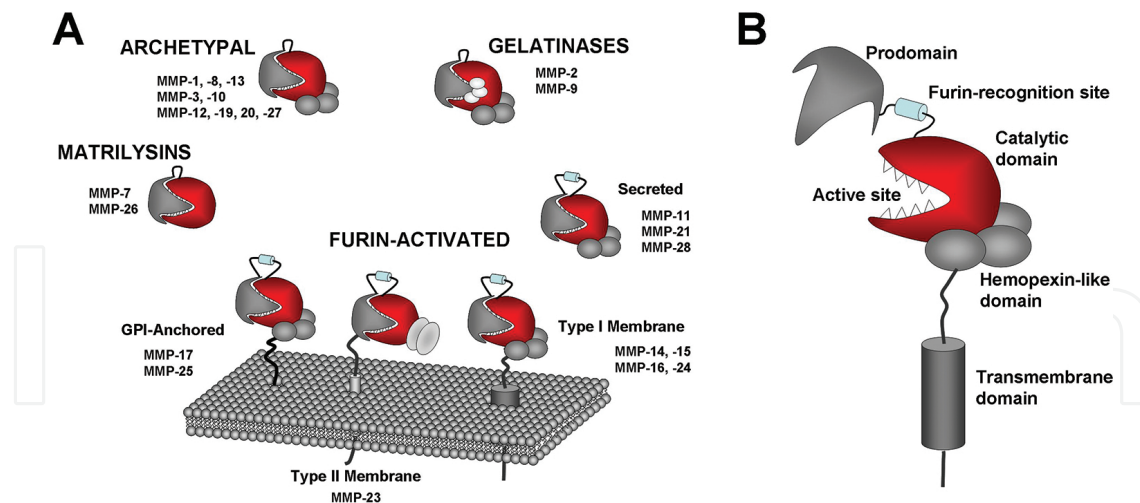 A
ARCHETYPAL
MMP-1, -8, -13
MMP-3, -10
MMP-12, -19, 20, -27
GELATINASES
MMP-2
MMP-9
MATRILYSINS
MMP-7
MMP-26
Secreted
MMP-11
MMP-21
MMP-28
FURIN-ACTIVATED
GPI-Anchored
MMP-17
MMP-25
Type I Membrane
MMP-14, -15
MMP-16, -24
Type II Membrane
MMP-23
B
Prodomain
Furin-recognition site
Catalytic
domain
Active site
Hemopexin-like
domain
Transmembrane
domain